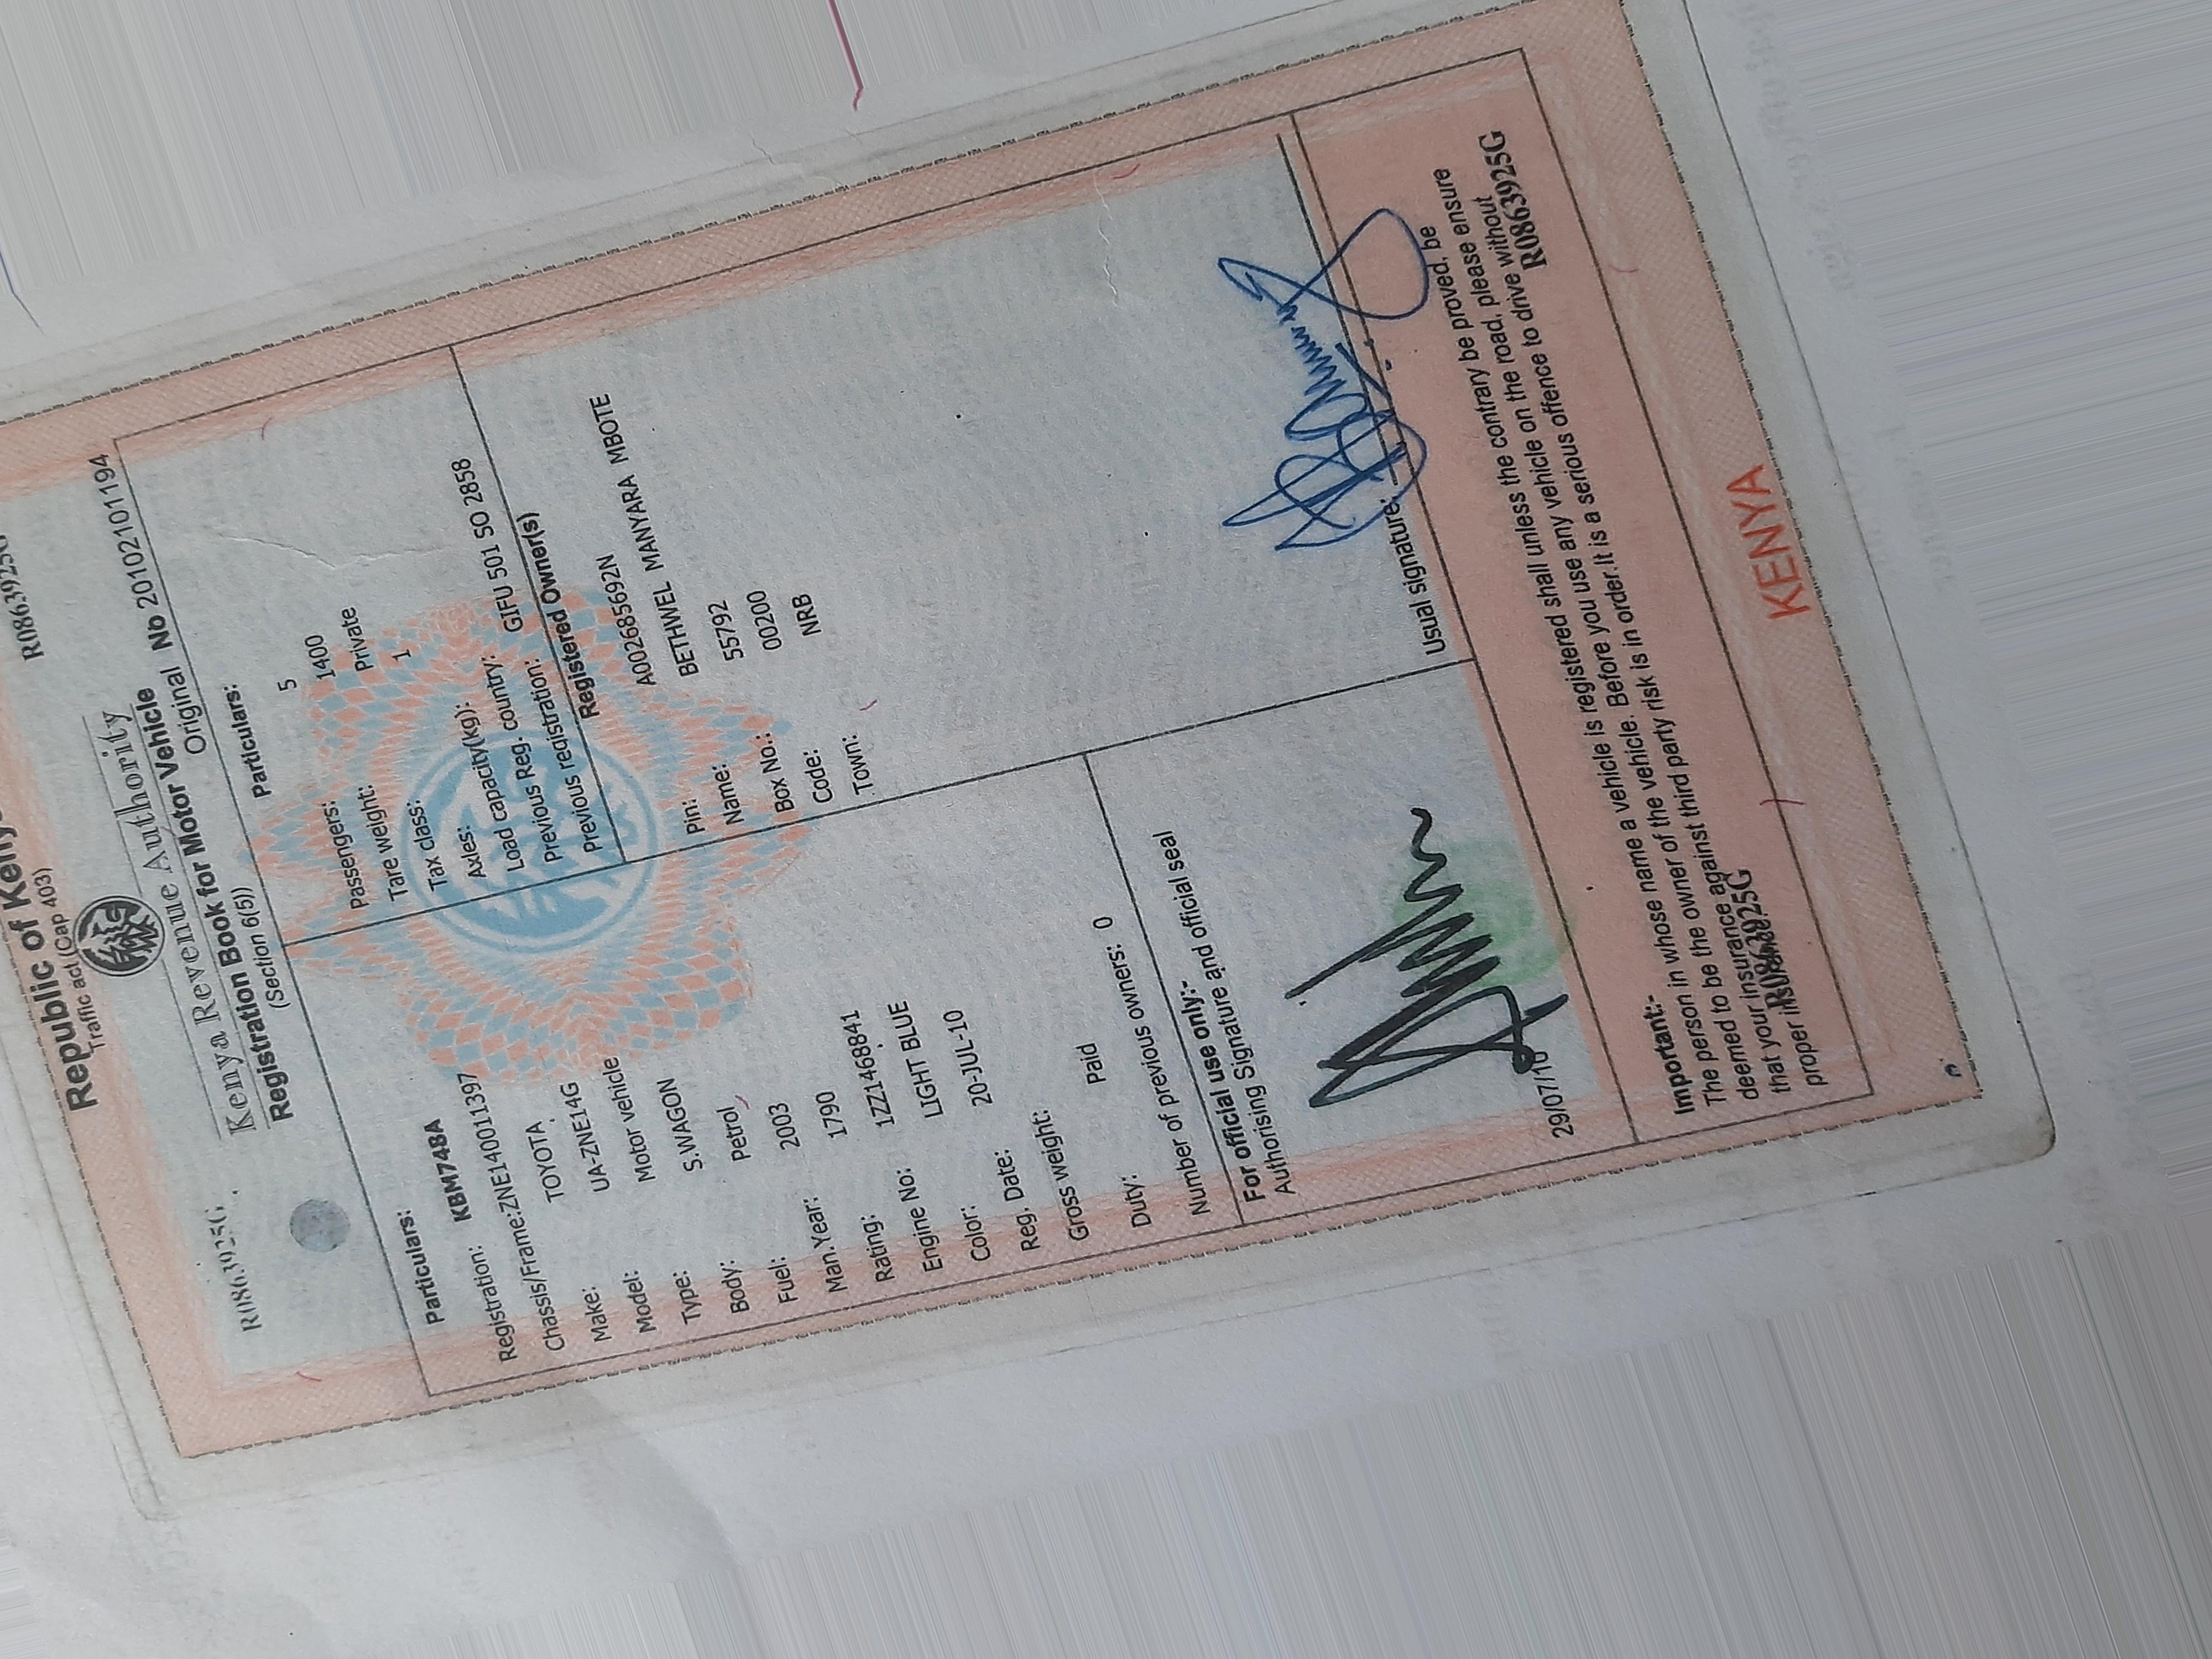 R0863925G
R0863925G
Republic of Keny
Traffic act (Cap 403)
Kenya Revenue Authority
Registration Book for Motor Vehicle
(Section 6(5))
Original No 20102101194
Particulars:
Registration: KBM748A
Chassis/Frame:ZNE140011397
Make: TOYOTA
Model: UA-ZNE14G
Type: Motor vehicle
Body: S.WAGON
Fuel: Petrol
Man.Year: 2003
Rating: 1790
Engine No: 1ZZ1468841
Color: LIGHT BLUE
Reg. Date: 20-JUL-10
Gross weight:
Duty: Paid
Number of previous owners: 0
Particulars:
Passengers: 5
Tare weight: 1400
Tax class: Private
Axles: 1
Load capacity(kg):
Previous Reg. country:
Previous registration: GIFU 501 SO 2858
Registered Owner(s)
Pin: A002685692N
Name: BETHWEL MANYARA MBOTE
Box No.: 55792
Code: 00200
Town: NRB
For official use only:-
Authorising Signature and official seal
29/07/10
Usual signature:
Important:-
The person in whose name a vehicle is registered shall unless the contrary be proved, be
deemed to be the owner of the vehicle. Before you use any vehicle on the road, please ensure
that your insurance against third party risk is in order.It is a serious offence to drive without
proper insurance.
R0863925G
R0863925G
KENYA